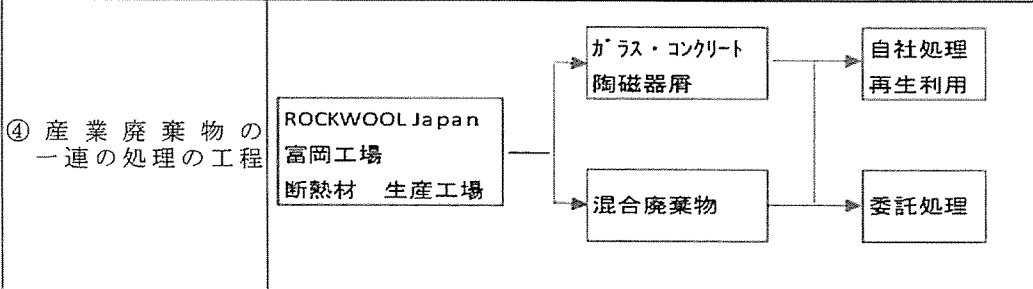 ④産業廃棄物の
一連の処理の工程
ROCKWOOL Japan
富岡工場
断熱材　生産工場
ガラス・コンクリート
陶磁器屑
混合廃棄物
自社処理
再生利用
委託処理